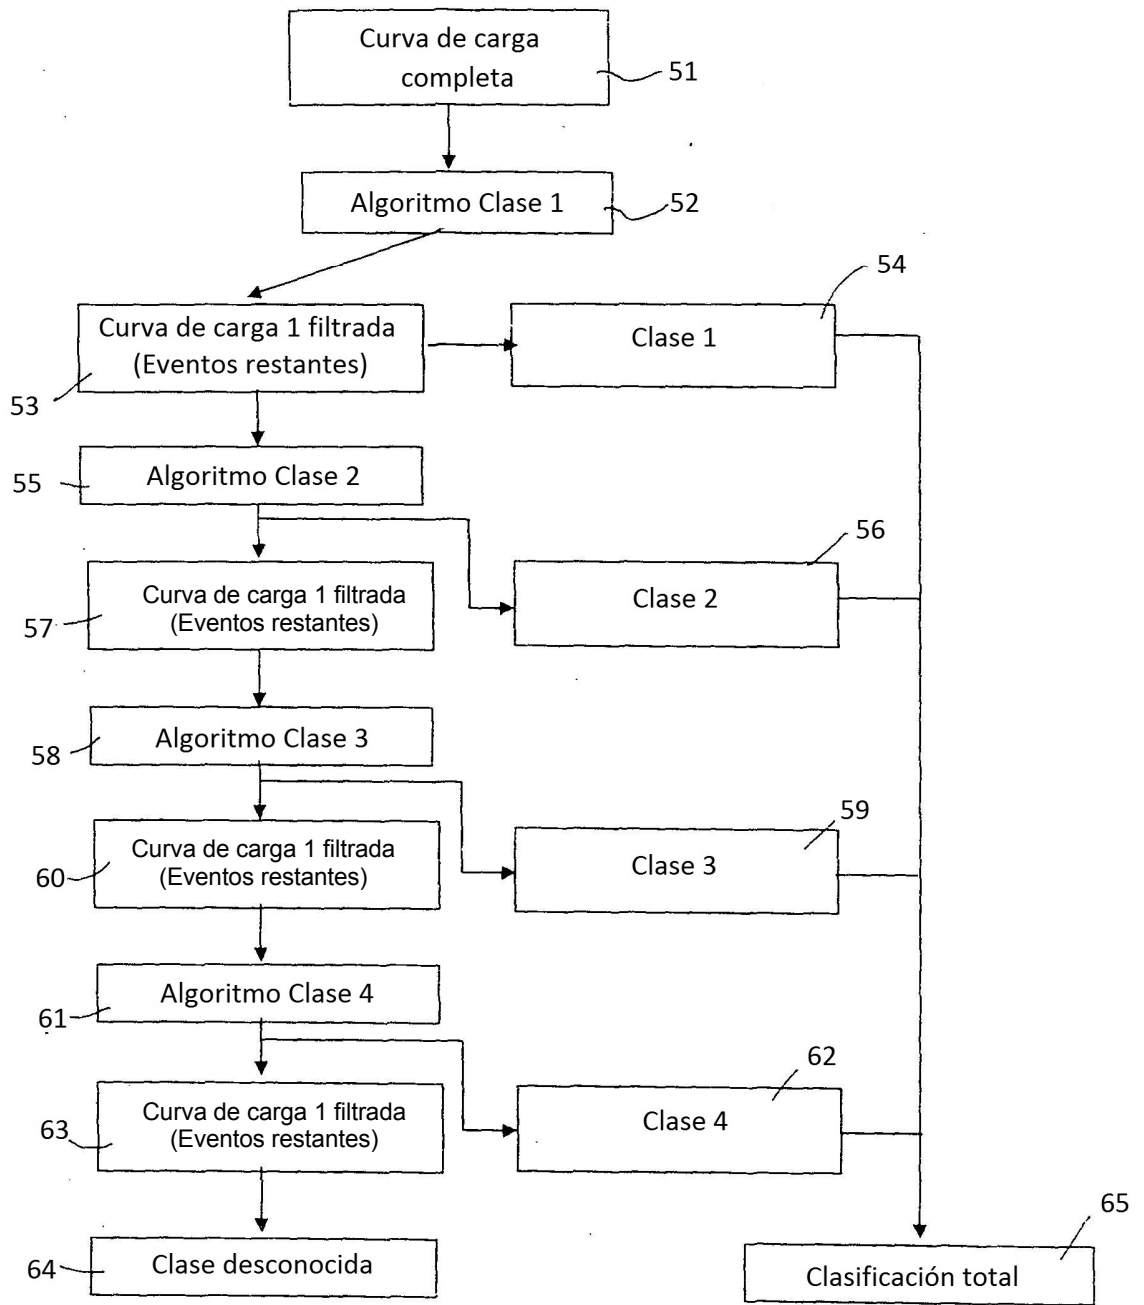 Curva de carga
completa
51
Algoritmo Clase 1
52
54
Curva de carga 1 filtrada
(Eventos restantes)
Clase 1
53
Algoritmo Clase 2
55
56
Curva de carga 1 filtrada
(Eventos restantes)
Clase 2
57
Algoritmo Clase 3
58
59
Curva de carga 1 filtrada
(Eventos restantes)
Clase 3
60
Algoritmo Clase 4
61
62
Curva de carga 1 filtrada
(Eventos restantes)
Clase 4
63
65
Clase desconocida
64
Clasificación total